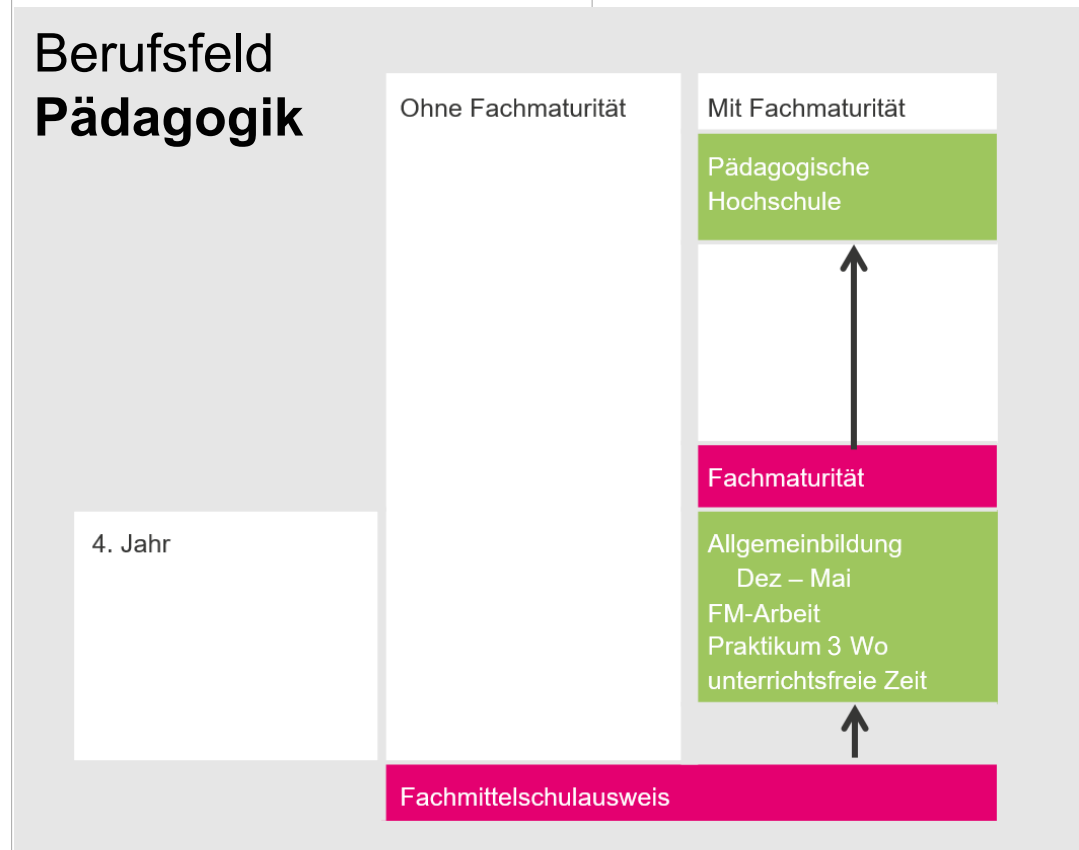 Berufsfeld
Pädagogik
Ohne Fachmaturität
Mit Fachmaturität
Pädagogische
Hochschule
Fachmaturität
4. Jahr
Allgemeinbildung
Dez – Mai
FM-Arbeit
Praktikum 3 Wo
unterrichtsfreie Zeit
Fachmittelschulausweis